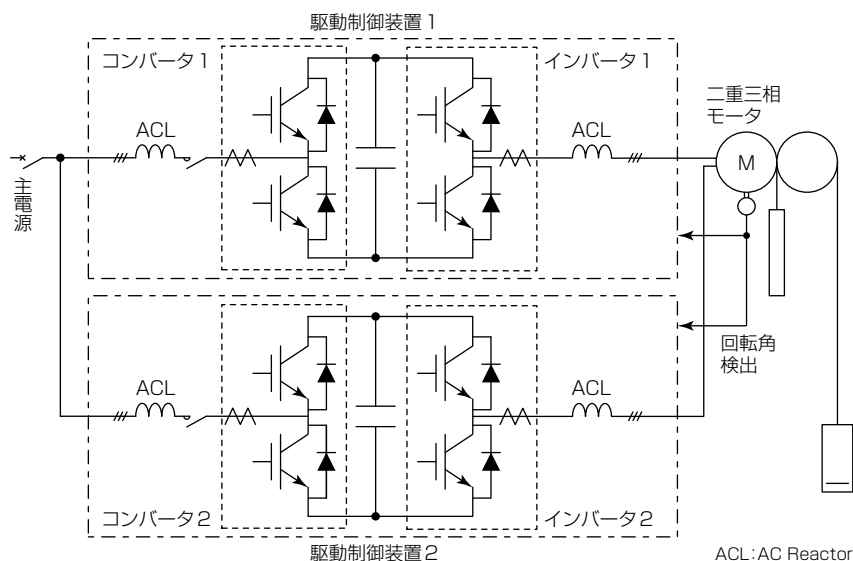 駆動制御装置1
コンバータ1
インバータ1
二重三相
モータ
ACL
ACL
M
主電源
回転角
検出
ACL
ACL
コンバータ2
インバータ2
駆動制御装置2
ACL:AC Reactor